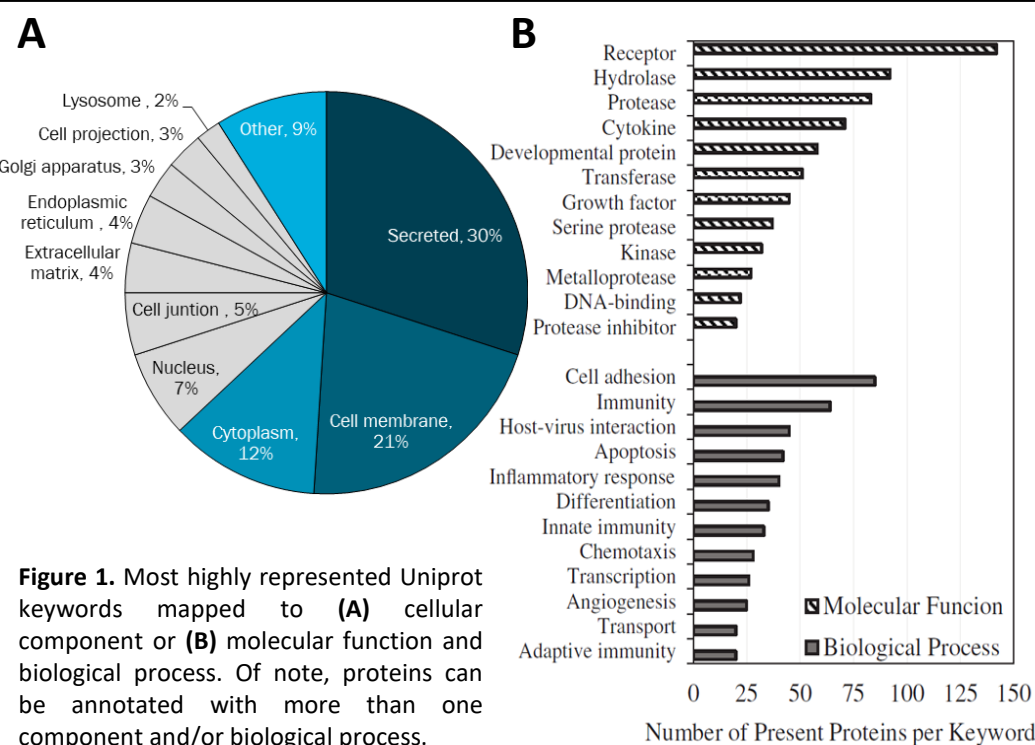 A
Lysosome , 2%
Other, 9%
Cell projection, 3%
Golgi apparatus, 3%
Endoplasmic
reticulum , 4%
Extracellular
matrix, 4%
Secreted, 30%
Cell juntion , 5%
Nucleus,
7%
Cytoplasm,
12%
Cell membrane,
21%
B
Receptor
Hydrolase
Protease
Cytokine
Developmental protein
Transferase
Growth factor
Serine protease
Kinase
Metalloprotease
DNA-binding
Protease inhibitor
Cell adhesion
Immunity
Host-virus interaction
Apoptosis
Inflammatory response
Differentiation
Innate immunity
Chemotaxis
Transcription
Angiogenesis
Transport
Adaptive immunity
Molecular Funcion
Biological Process
0 25 50 75 100 125 150
Number of Present Proteins per Keyword
Figure 1. Most highly represented Uniprot
keywords mapped to (A) cellular
component or (B) molecular function and
biological process. Of note, proteins can
be annotated with more than one
component and/or biological process.